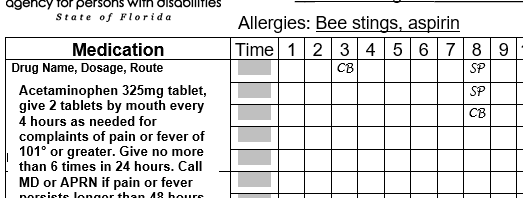 agency for persons with disabilities
State of Florida
Allergies: Bee stings, aspirin
Medication Time 1 2 3 4 5 6 7 8 9
Drug Name, Dosage, Route CB SP
Acetaminophen 325mg tablet, SP
give 2 tablets by mouth every
4 hours as needed for CB
complaints of pain or fever of
101° or greater. Give no more
than 6 times in 24 hours. Call
MD or APRN if pain or fever
persists longer than 48 hours